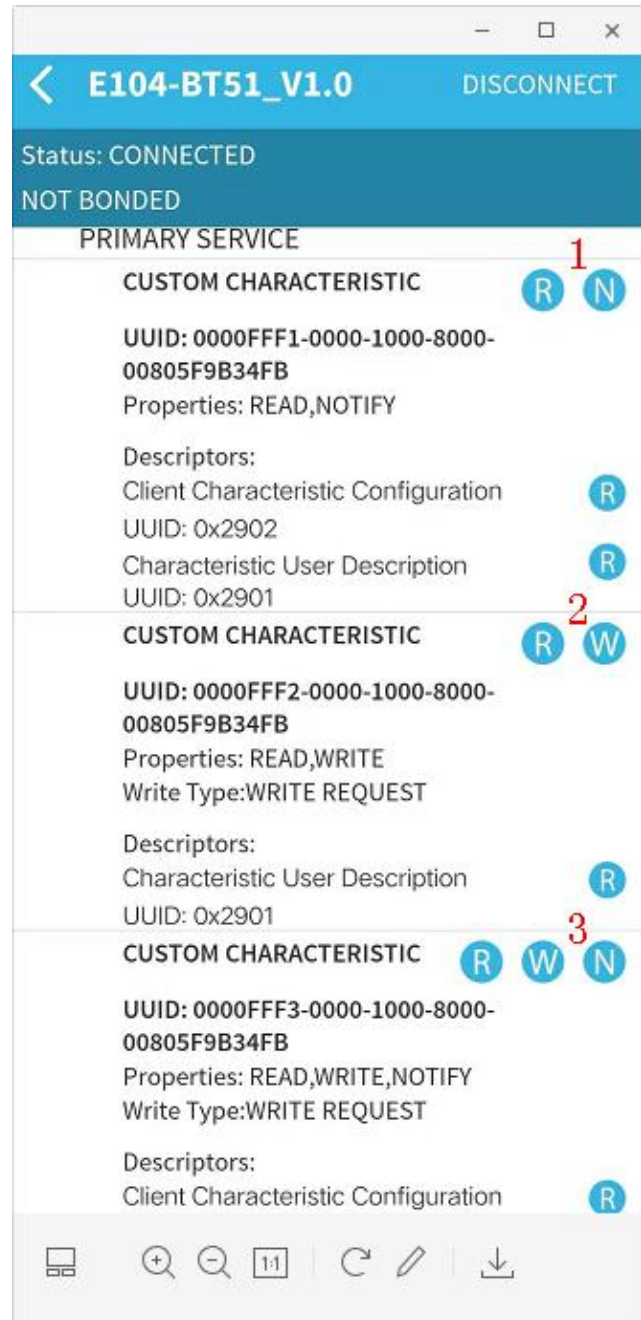 E104-BT51_V1.0 DISCONNECT
Status: CONNECTED
NOT BONDED
PRIMARY SERVICE
1
CUSTOM CHARACTERISTIC R N
UUID: 0000FFF1-0000-1000-8000-
00805F9B34FB
Properties: READ,NOTIFY
Descriptors:
Client Characteristic Configuration R
UUID: 0x2902
Characteristic User Description R
UUID: 0x2901
2
CUSTOM CHARACTERISTIC R W
UUID: 0000FFF2-0000-1000-8000-
00805F9B34FB
Properties: READ,WRITE
Write Type:WRITE REQUEST
Descriptors:
Characteristic User Description R
UUID: 0x2901
3
CUSTOM CHARACTERISTIC R W N
UUID: 0000FFF3-0000-1000-8000-
00805F9B34FB
Properties: READ,WRITE,NOTIFY
Write Type:WRITE REQUEST
Descriptors:
Client Characteristic Configuration R
1:1